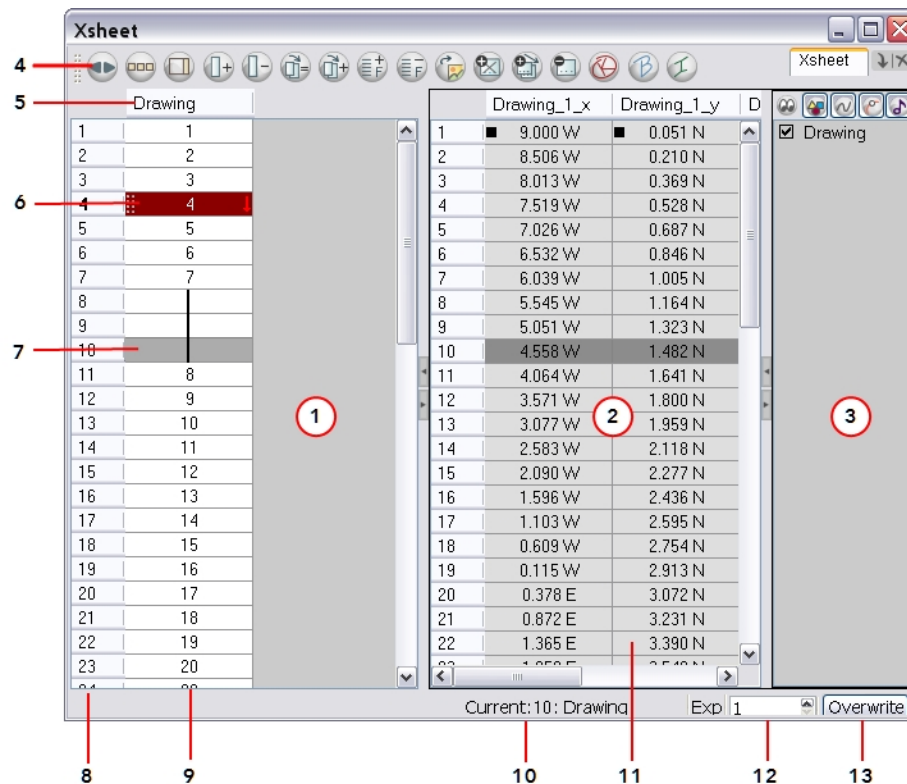 Xsheet
4 Xsheet
5 Drawing Drawing_1_x Drawing_1_y D
1 1 1 9.000 W 0.051 N Drawing
2 2 2 8.506 W 0.210 N
3 3 3 8.013 W 0.369 N
6 4 4 4 7.519 W 0.528 N
5 5 5 7.026 W 0.687 N
6 6 6 6.532 W 0.846 N
7 7 7 6.039 W 1.005 N
8 8 5.545 W 1.164 N
9 9 5.051 W 1.323 N
7 10 10 4.558 W 1.482 N
11 8 11 4.064 W 1.641 N
12 9 12 3.571 W 1.800 N
13 10 1 13 3.077 W 2 1.959 N 3
14 11 14 2.583 W 2.118 N
15 12 15 2.090 W 2.277 N
16 13 16 1.596 W 2.436 N
17 14 17 1.103 W 2.595 N
18 15 18 0.609 W 2.754 N
19 16 19 0.115 W 2.913 N
20 17 20 0.378 E 3.072 N
21 18 21 0.872 E 3.231 N
22 19 22 1.365 E 3.390 N
23 20
Current: 10: Drawing Exp 1 Overwrite
8 9 10 11 12 13